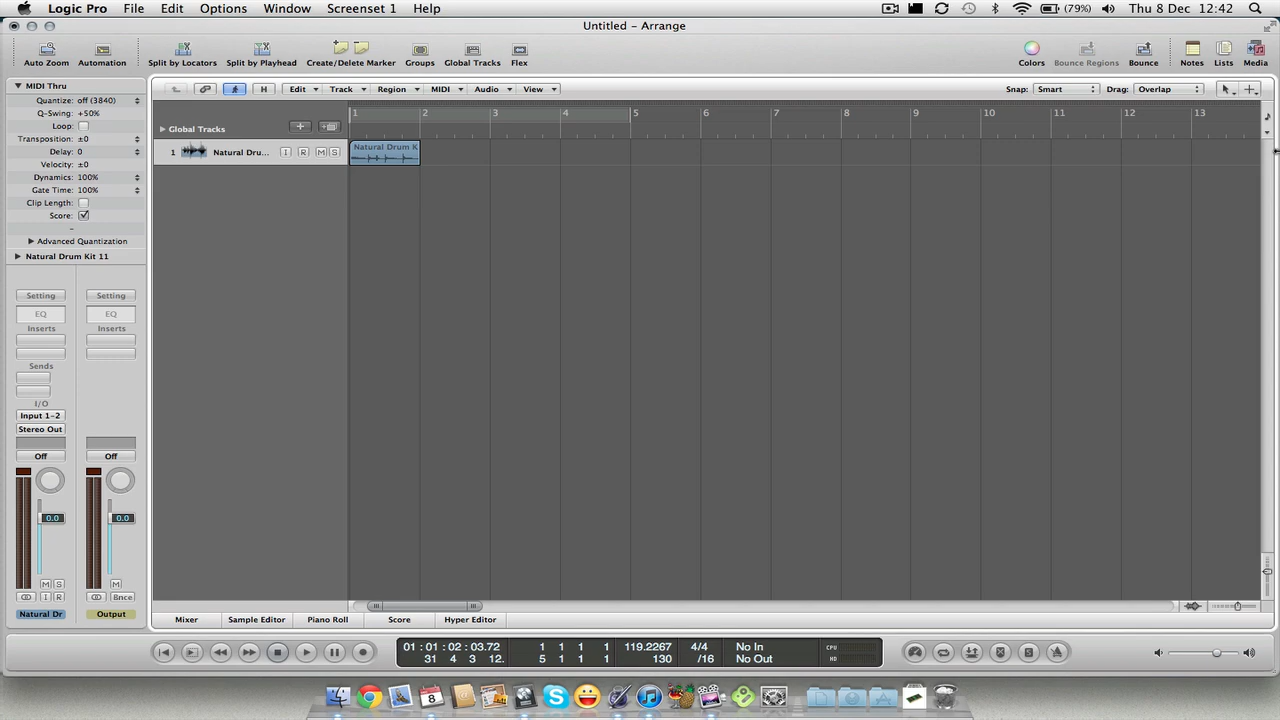 Logic Pro File Edit Options Window Screenset 1 Help (79%) Thu 8 Dec 12:42
Untitled - Arrange
Auto Zoom Automation Split by Locators Split by Playhead Create/Delete Marker Groups Global Tracks Flex Colors Bounce Regions Bounce Notes Lists Media
MIDI Thru
H Edit Track Region MIDI Audio View Snap: Smart Drag: Overlap
Quantize: off (3840)
Q-Swing: +50%
Loop:
Transposition: ±0
Delay: 0
Velocity: ±0
Dynamics: 100%
Gate Time: 100%
Clip Length:
Score:
-
Advanced Quantization
Natural Drum Kit 11
1 2 3 4 5 6 7 8 9 10 11 12 13
Global Tracks
1 Natural Dru... I R M S
Natural Drum K
Setting Setting
EQ EQ
Inserts Inserts
Sends
I/O
Input 1-2
Stereo Out
Off Off
0.0 0.0
M S M
I R Bnce
Natural Dr Output
Mixer Sample Editor Piano Roll Score Hyper Editor
01 : 01 : 02 : 03.72 1 1 1 1 119.2267 4/4 No In CPU
31 4 3 12. 5 1 1 1 130 /16 No Out HD
S
8